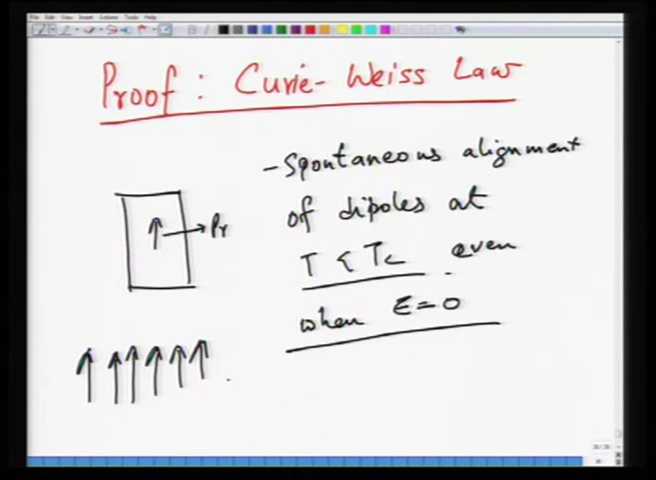 Proof : Curie-Weiss Law
- Spontaneous alignment
of dipoles at
T < Tc even
when E=0
Pr